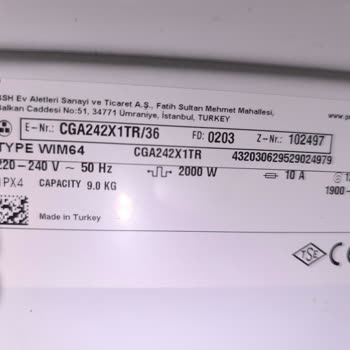 BSH Ev Aletleri Sanayi ve Ticaret A.Ş., Fatih Sultan Mehmet Mahallesi,
Balkan Caddesi No:51, 34771 Ümraniye, İstanbul, TURKEY
E-Nr.: CGA242X1TR/36 FD: 0203 Z-Nr.: 102497
TYPE WIM64 CGA242X1TR 432030629529024979
220-240 V ~ 50 Hz 2000 W 10 A
IPX4 CAPACITY 9.0 KG 1900-
Made in Turkey
TSE